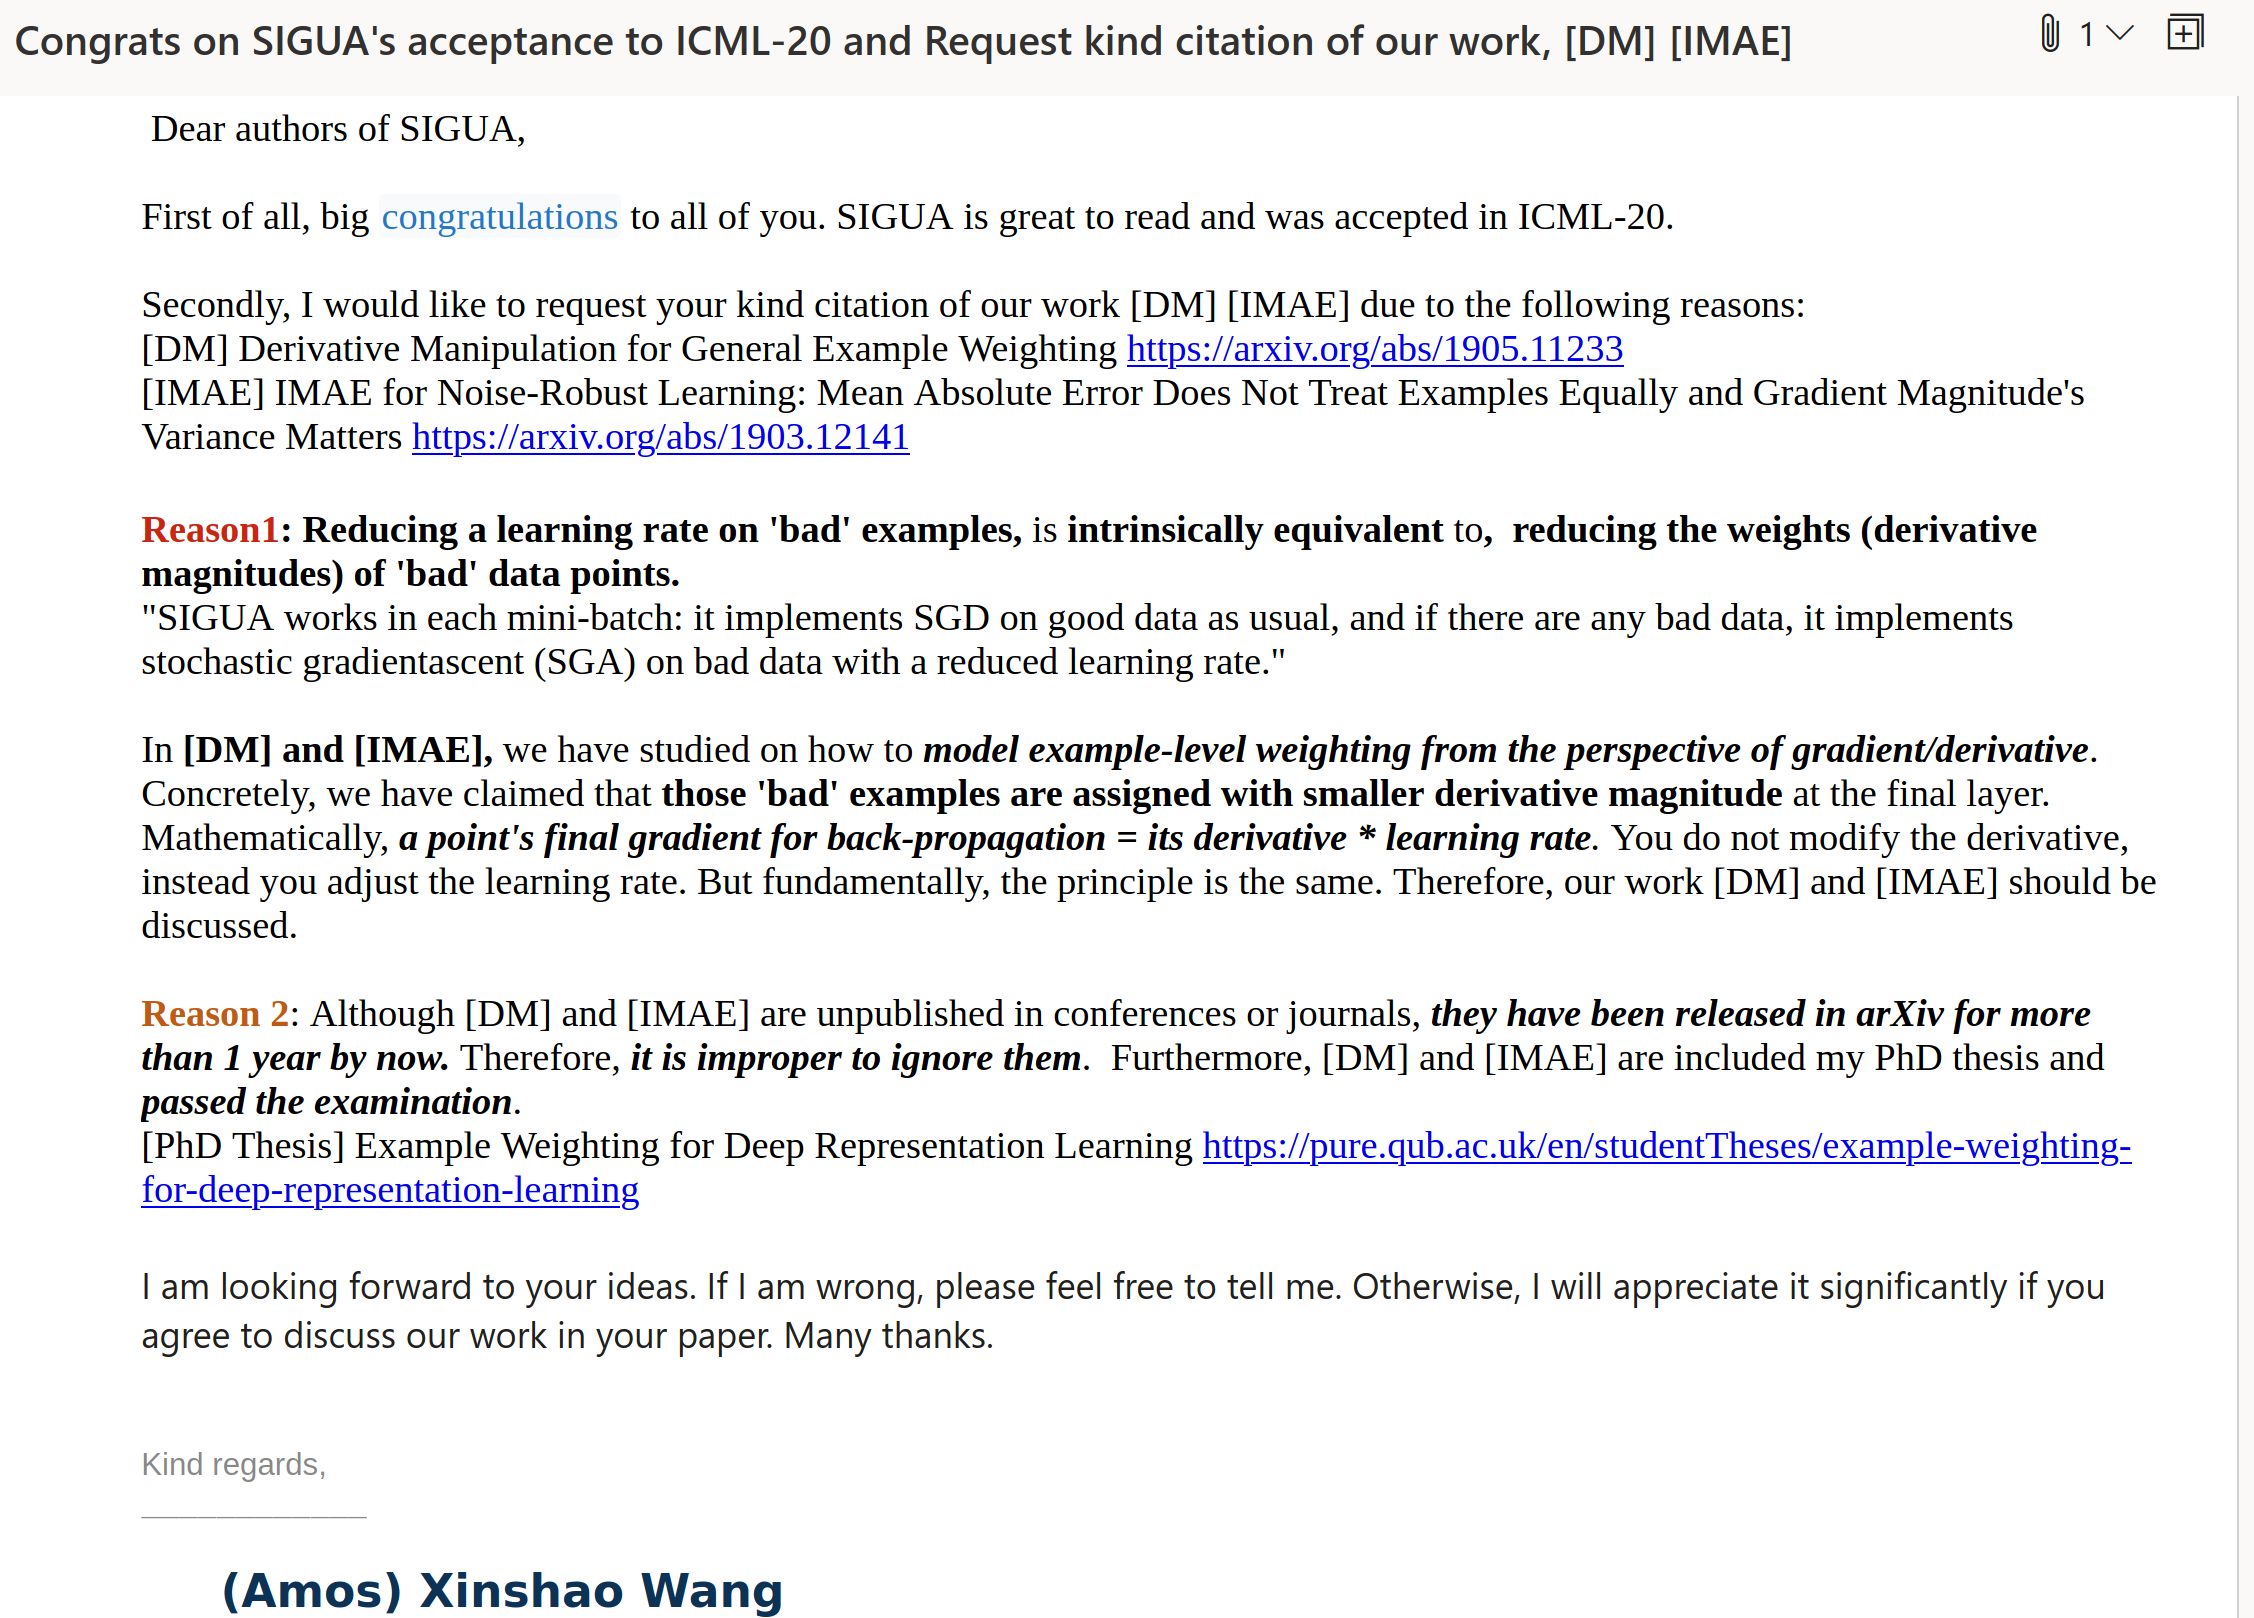 Congrats on SIGUA's acceptance to ICML-20 and Request kind citation of our work, [DM] [IMAE]
1
Dear authors of SIGUA,
First of all, big congratulations to all of you. SIGUA is great to read and was accepted in ICML-20.
Secondly, I would like to request your kind citation of our work [DM] [IMAE] due to the following reasons:
[DM] Derivative Manipulation for General Example Weighting https://arxiv.org/abs/1905.11233
[IMAE] IMAE for Noise-Robust Learning: Mean Absolute Error Does Not Treat Examples Equally and Gradient Magnitude's
Variance Matters https://arxiv.org/abs/1903.12141
Reason1: Reducing a learning rate on 'bad' examples, is intrinsically equivalent to,  reducing the weights (derivative
magnitudes) of 'bad' data points.
"SIGUA works in each mini-batch: it implements SGD on good data as usual, and if there are any bad data, it implements
stochastic gradientascent (SGA) on bad data with a reduced learning rate."
In [DM] and [IMAE], we have studied on how to model example-level weighting from the perspective of gradient/derivative.
Concretely, we have claimed that those 'bad' examples are assigned with smaller derivative magnitude at the final layer.
Mathematically, a point's final gradient for back-propagation = its derivative * learning rate. You do not modify the derivative,
instead you adjust the learning rate. But fundamentally, the principle is the same. Therefore, our work [DM] and [IMAE] should be
discussed.
Reason 2: Although [DM] and [IMAE] are unpublished in conferences or journals, they have been released in arXiv for more
than 1 year by now. Therefore, it is improper to ignore them.  Furthermore, [DM] and [IMAE] are included my PhD thesis and
passed the examination.
[PhD Thesis] Example Weighting for Deep Representation Learning https://pure.qub.ac.uk/en/studentTheses/example-weighting-
for-deep-representation-learning
I am looking forward to your ideas. If I am wrong, please feel free to tell me. Otherwise, I will appreciate it significantly if you
agree to discuss our work in your paper. Many thanks.
Kind regards,
(Amos) Xinshao Wang